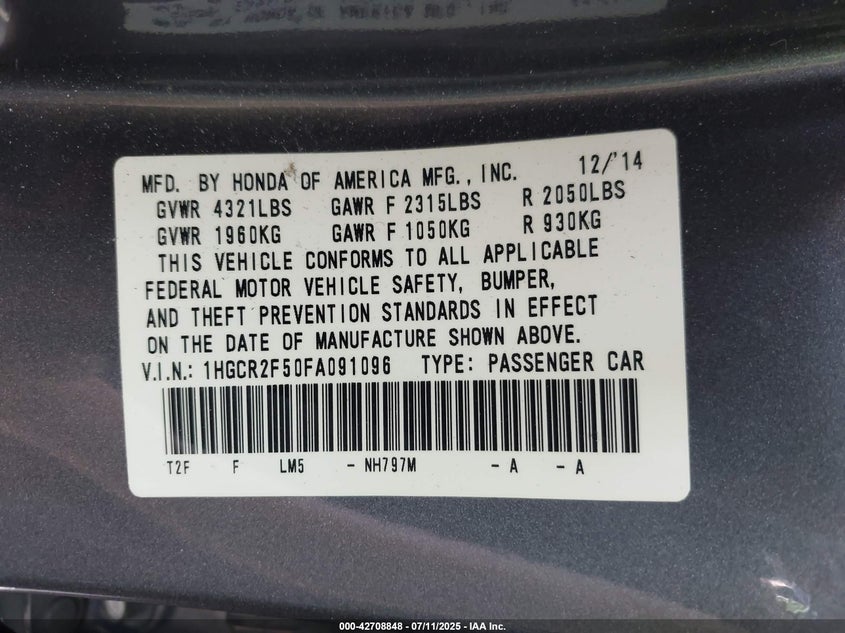 MFD. BY HONDA OF AMERICA MFG., INC. 12/'14
GVWR 4321LBS GAWR F 2315LBS R 2050LBS
GVWR 1960KG GAWR F 1050KG R 930KG
THIS VEHICLE CONFORMS TO ALL APPLICABLE
FEDERAL MOTOR VEHICLE SAFETY, BUMPER,
AND THEFT PREVENTION STANDARDS IN EFFECT
ON THE DATE OF MANUFACTURE SHOWN ABOVE.
V.I.N.: 1HGCR2F50FA091096 TYPE: PASSENGER CAR
T2F F LM5 - NH797M - A - A
000-42708848 - 07/11/2025 - IAA Inc.